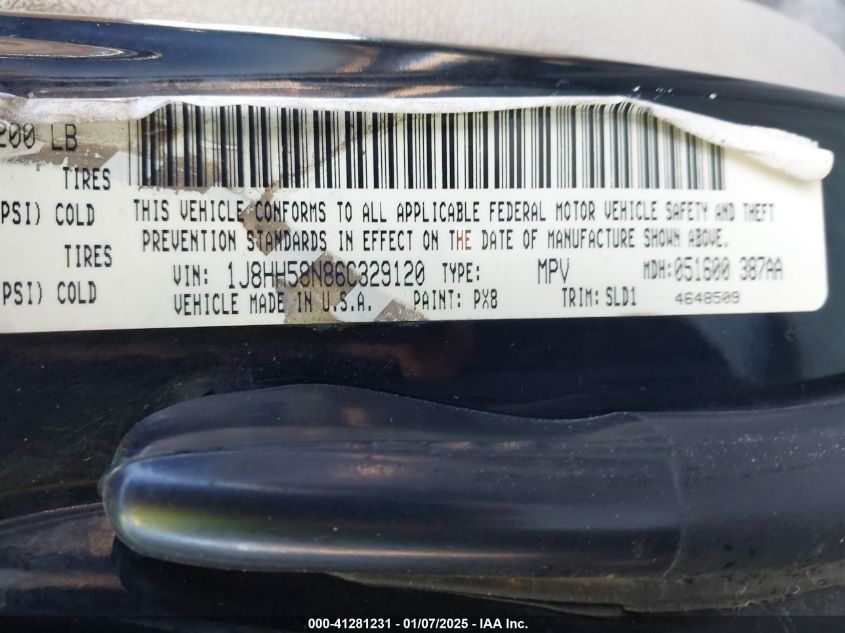 200 LB
TIRES
PSI) COLD
TIRES
PSI) COLD
THIS VEHICLE CONFORMS TO ALL APPLICABLE FEDERAL MOTOR VEHICLE SAFETY AND THEFT
PREVENTION STANDARDS IN EFFECT ON THE DATE OF MANUFACTURE SHOWN ABOVE.
VIN: 1J8HH58N86C329120 TYPE: MPV MDH:051600 387AA
VEHICLE MADE IN U.S.A. PAINT: PX8 TRIM: SLD1 4648509
000-41281231 - 01/07/2025 - IAA Inc.